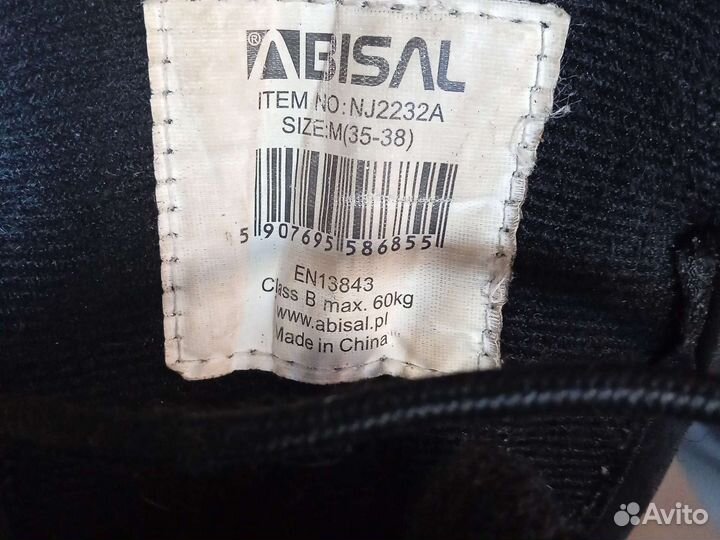 ® ABISAL
ITEM NO: NJ2232A
SIZE:M(35-38)
5 907695 586855
EN13843
Class B max. 60kg
www.abisal.pl
Made in China
Avito